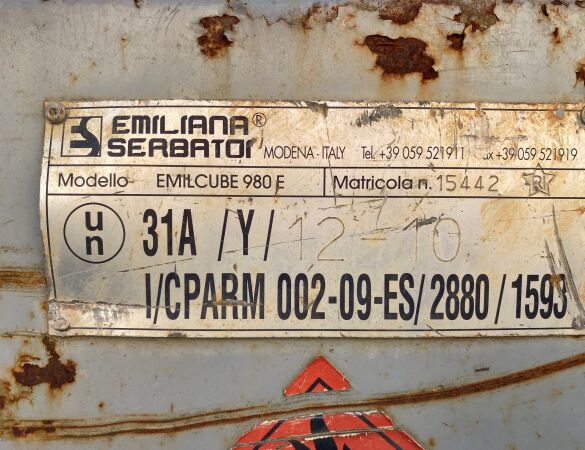 EMILIANA®
SERBATOI MODENA - ITALY Tel. +39 059 521911 +39 059 521919
Modello EMILCUBE 980 E Matricola n. 15442 R
un 31A /Y/ 12-10
I/CPARM 002-09-ES/2880/1593